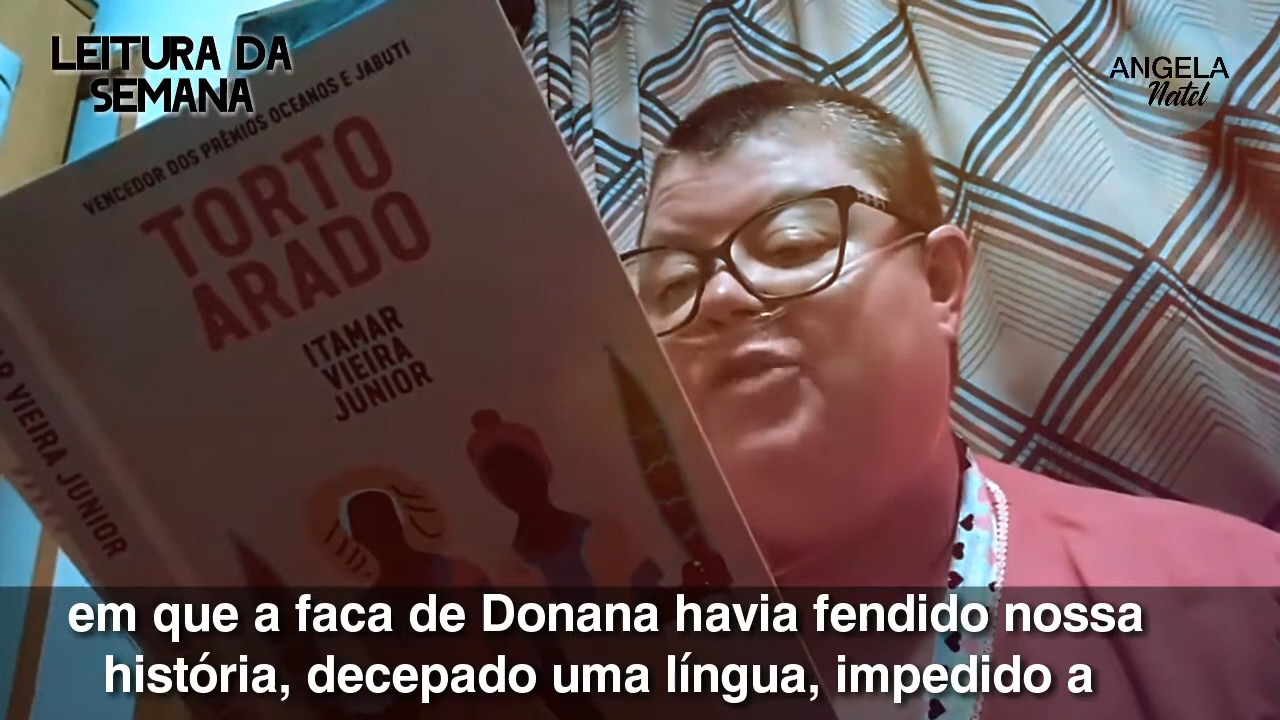 LEITURA DA
SEMANA
ANGELA
Natel
VENCEDOR DOS PRÊMIOS OCEANOS E JABUTI
TORTO
ARADO
ITAMAR
VIEIRA
JUNIOR
VIEIRA JUNIOR
em que a faca de Donana havia fendido nossa
história, decepado uma língua, impedido a